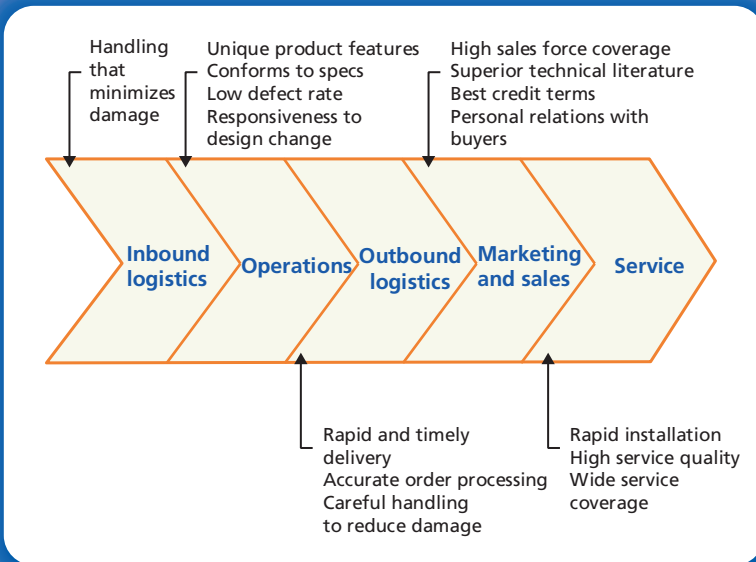 Handling
that
minimizes
damage
Unique product features
Conforms to specs
Low defect rate
Responsiveness to
design change
High sales force coverage
Superior technical literature
Best credit terms
Personal relations with
buyers
Inbound
logistics
Operations
Outbound
logistics
Marketing
and sales
Service
Rapid and timely
delivery
Accurate order processing
Careful handling
to reduce damage
Rapid installation
High service quality
Wide service
coverage